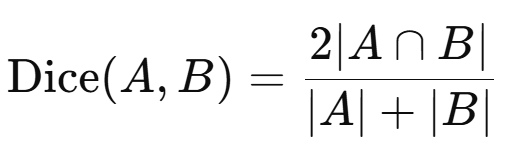 Dice(A, B) = 2|A ∩ B| / |A| + |B|